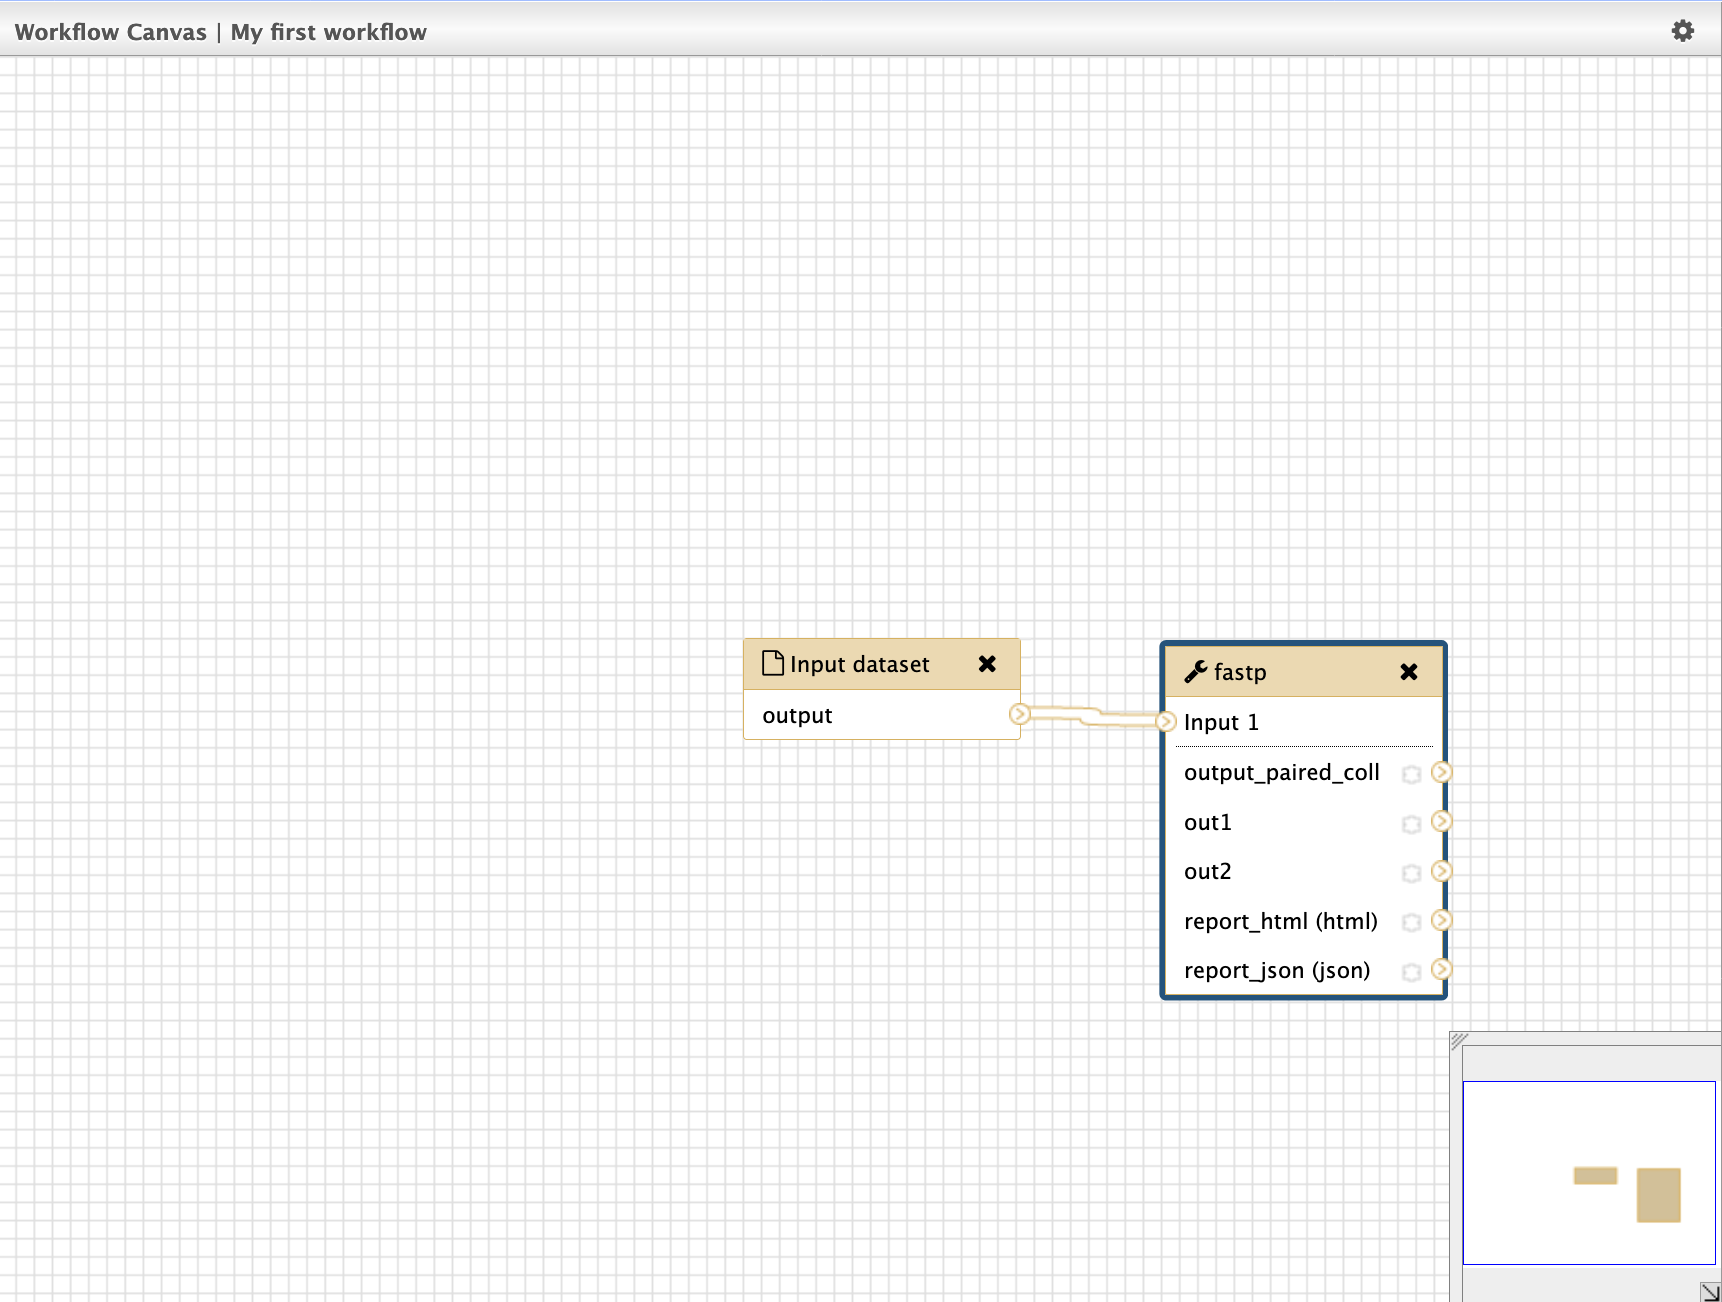 Workflow Canvas | My first workflow
Input dataset
output
fastp
Input 1
output_paired_coll
out1
out2
report_html (html)
report_json (json)